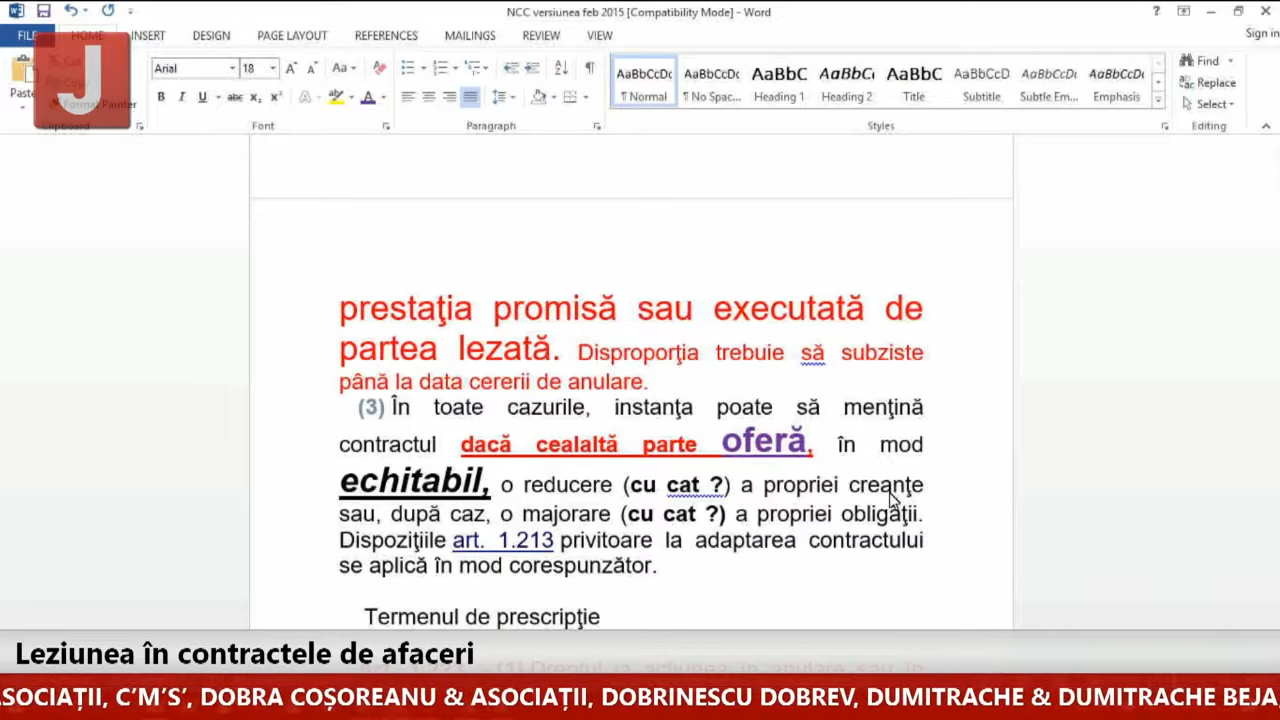 NCC versiunea feb 2015 [Compatibility Mode] - Word
Sign in
FILE HOME INSERT DESIGN PAGE LAYOUT REFERENCES MAILINGS REVIEW VIEW
J
Cut
Copy
Format Painter
Paste
Clipboard
Arial 18
Font
Paragraph
AaBbCcDc AaBbCcDc AaBbC AaBbCc AaBbC AaBbCcD AaBbCcDc AaBbCcDc
¶ Normal ¶ No Spac... Heading 1 Heading 2 Title Subtitle Subtle Em... Emphasis
Styles
Find
Replace
Select
Editing
prestaţia promisă sau executată de
partea lezată. Disproporţia trebuie să subziste
până la data cererii de anulare.
(3) În toate cazurile, instanţa poate să menţină
contractul dacă cealaltă parte oferă, în mod
echitabil, o reducere (cu cat ?) a propriei creanţe
sau, după caz, o majorare (cu cat ?) a propriei obligaţii.
Dispoziţiile art. 1.213 privitoare la adaptarea contractului
se aplică în mod corespunzător.
Termenul de prescripţie
Leziunea în contractele de afaceri
ASOCIAȚII, C'M'S', DOBRA COȘOREANU & ASOCIAȚII, DOBRINESCU DOBREV, DUMITRACHE & DUMITRACHE BEJA,